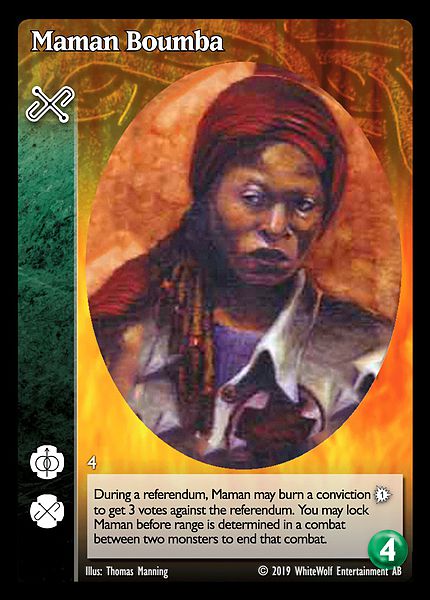 Maman Boumba
4
During a referendum, Maman may burn a conviction
to get 3 votes against the referendum. You may lock
Maman before range is determined in a combat
between two monsters to end that combat.
4
Illus: Thomas Manning © 2019 WhiteWolf Entertainment AB